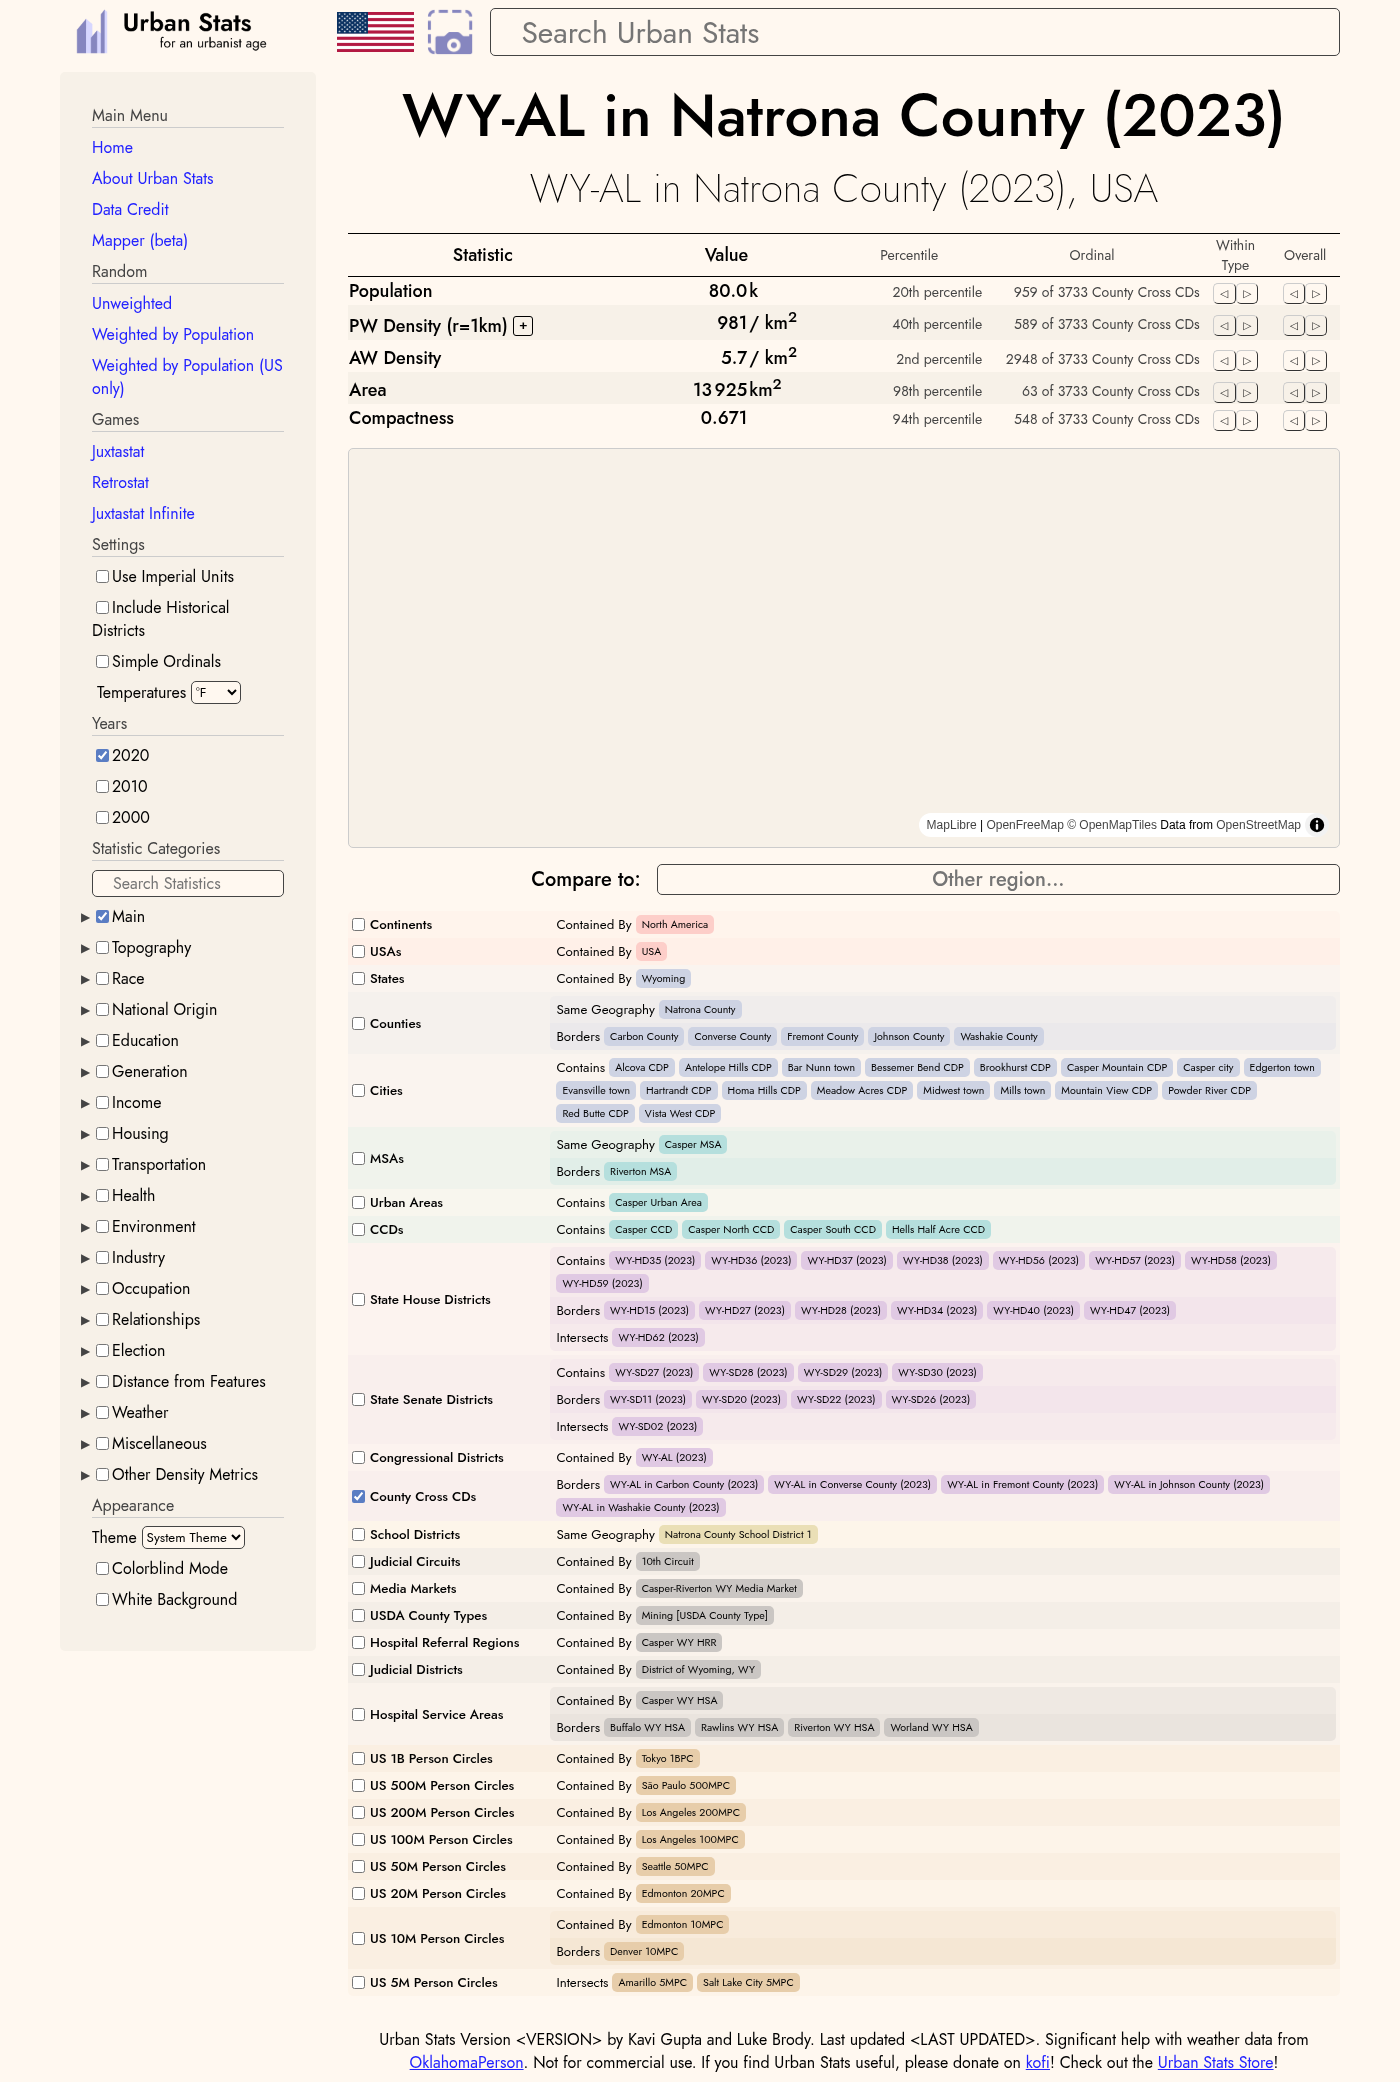 Urban Stats
for an urbanist age
Search Urban Stats
Main Menu
Home
About Urban Stats
Data Credit
Mapper (beta)
Random
Unweighted
Weighted by Population
Weighted by Population (US
only)
Games
Juxtastat
Retrostat
Juxtastat Infinite
Settings
Use Imperial Units
Include Historical
Districts
Simple Ordinals
Temperatures °F
Years
2020
2010
2000
Statistic Categories
Search Statistics
Main
Topography
Race
National Origin
Education
Generation
Income
Housing
Transportation
Health
Environment
Industry
Occupation
Relationships
Election
Distance from Features
Weather
Miscellaneous
Other Density Metrics
Appearance
Theme System Theme
Colorblind Mode
White Background
WY-AL in Natrona County (2023)
WY-AL in Natrona County (2023), USA
Statistic Value Percentile Ordinal Within Type Overall
Population 80.0k 20th percentile 959 of 3733 County Cross CDs
PW Density (r=1km) + 981/ km² 40th percentile 589 of 3733 County Cross CDs
AW Density 5.7/ km² 2nd percentile 2948 of 3733 County Cross CDs
Area 13 925km² 98th percentile 63 of 3733 County Cross CDs
Compactness 0.671 94th percentile 548 of 3733 County Cross CDs
MapLibre | OpenFreeMap © OpenMapTiles Data from OpenStreetMap
Compare to: Other region...
Continents Contained By North America
USAs Contained By USA
States Contained By Wyoming
Counties Same Geography Natrona County
Borders Carbon County Converse County Fremont County Johnson County Washakie County
Cities Contains Alcova CDP Antelope Hills CDP Bar Nunn town Bessemer Bend CDP Brookhurst CDP Casper Mountain CDP Casper city Edgerton town
Evansville town Hartrandt CDP Homa Hills CDP Meadow Acres CDP Midwest town Mills town Mountain View CDP Powder River CDP
Red Butte CDP Vista West CDP
MSAs Same Geography Casper MSA
Borders Riverton MSA
Urban Areas Contains Casper Urban Area
CCDs Contains Casper CCD Casper North CCD Casper South CCD Hells Half Acre CCD
State House Districts Contains WY-HD35 (2023) WY-HD36 (2023) WY-HD37 (2023) WY-HD38 (2023) WY-HD56 (2023) WY-HD57 (2023) WY-HD58 (2023)
WY-HD59 (2023)
Borders WY-HD15 (2023) WY-HD27 (2023) WY-HD28 (2023) WY-HD34 (2023) WY-HD40 (2023) WY-HD47 (2023)
Intersects WY-HD62 (2023)
State Senate Districts Contains WY-SD27 (2023) WY-SD28 (2023) WY-SD29 (2023) WY-SD30 (2023)
Borders WY-SD11 (2023) WY-SD20 (2023) WY-SD22 (2023) WY-SD26 (2023)
Intersects WY-SD02 (2023)
Congressional Districts Contained By WY-AL (2023)
County Cross CDs Borders WY-AL in Carbon County (2023) WY-AL in Converse County (2023) WY-AL in Fremont County (2023) WY-AL in Johnson County (2023)
WY-AL in Washakie County (2023)
School Districts Same Geography Natrona County School District 1
Judicial Circuits Contained By 10th Circuit
Media Markets Contained By Casper-Riverton WY Media Market
USDA County Types Contained By Mining [USDA County Type]
Hospital Referral Regions Contained By Casper WY HRR
Judicial Districts Contained By District of Wyoming, WY
Hospital Service Areas Contained By Casper WY HSA
Borders Buffalo WY HSA Rawlins WY HSA Riverton WY HSA Worland WY HSA
US 1B Person Circles Contained By Tokyo 1BPC
US 500M Person Circles Contained By São Paulo 500MPC
US 200M Person Circles Contained By Los Angeles 200MPC
US 100M Person Circles Contained By Los Angeles 100MPC
US 50M Person Circles Contained By Seattle 50MPC
US 20M Person Circles Contained By Edmonton 20MPC
US 10M Person Circles Contained By Edmonton 10MPC
Borders Denver 10MPC
US 5M Person Circles Intersects Amarillo 5MPC Salt Lake City 5MPC
Urban Stats Version <VERSION> by Kavi Gupta and Luke Brody. Last updated <LAST UPDATED>. Significant help with weather data from
OklahomaPerson. Not for commercial use. If you find Urban Stats useful, please donate on kofi! Check out the Urban Stats Store!